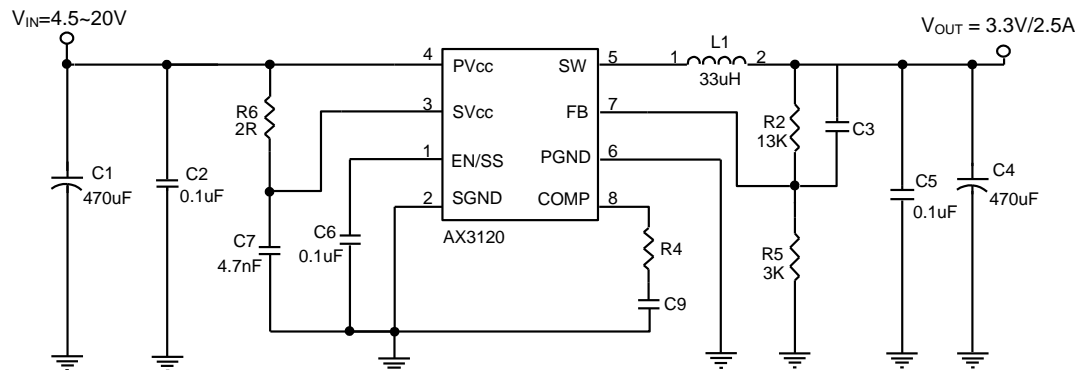 VIN=4.5~20V
VOUT = 3.3V/2.5A
4
PVcc
SW
5
1
L1
2
33uH
3
SVcc
FB
7
R6
2R
R2
13K
C3
1
EN/SS
PGND
6
C1
470uF
C2
0.1uF
2
SGND
COMP
8
C5
0.1uF
C4
470uF
AX3120
C7
4.7nF
C6
0.1uF
R4
R5
3K
C9